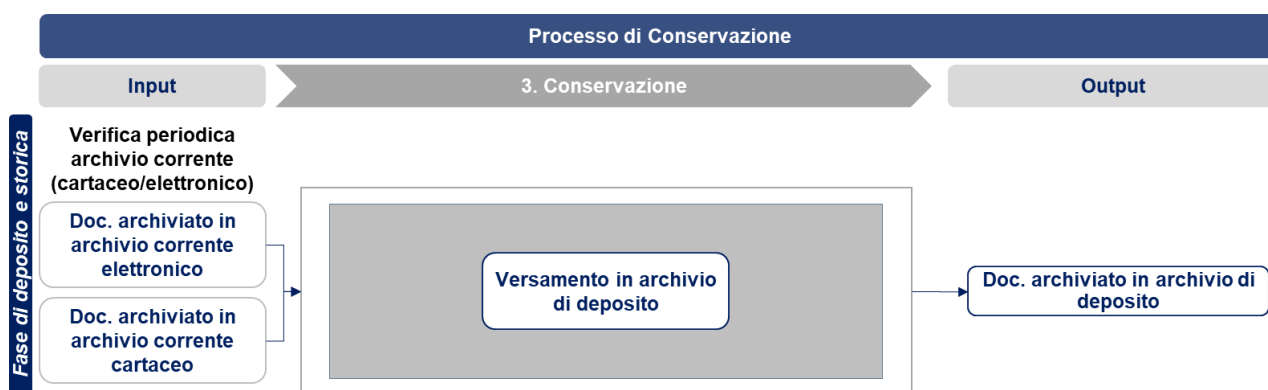 Processo di Conservazione
Input
3. Conservazione
Output
Fase di deposito e storica
Verifica periodica
archivio corrente
(cartaceo/elettronico)
Doc. archiviato in
archivio corrente
elettronico
Doc. archiviato in
archivio corrente
cartaceo
Versamento in archivio
di deposito
Doc. archiviato in archivio di
deposito